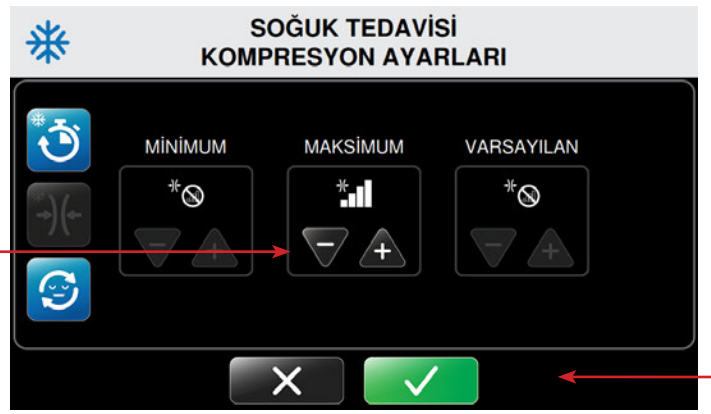 SOĞUK TEDAVİSİ
KOMPRESYON AYARLARI
MİNİMUM MAKSİMUM VARSAYILAN